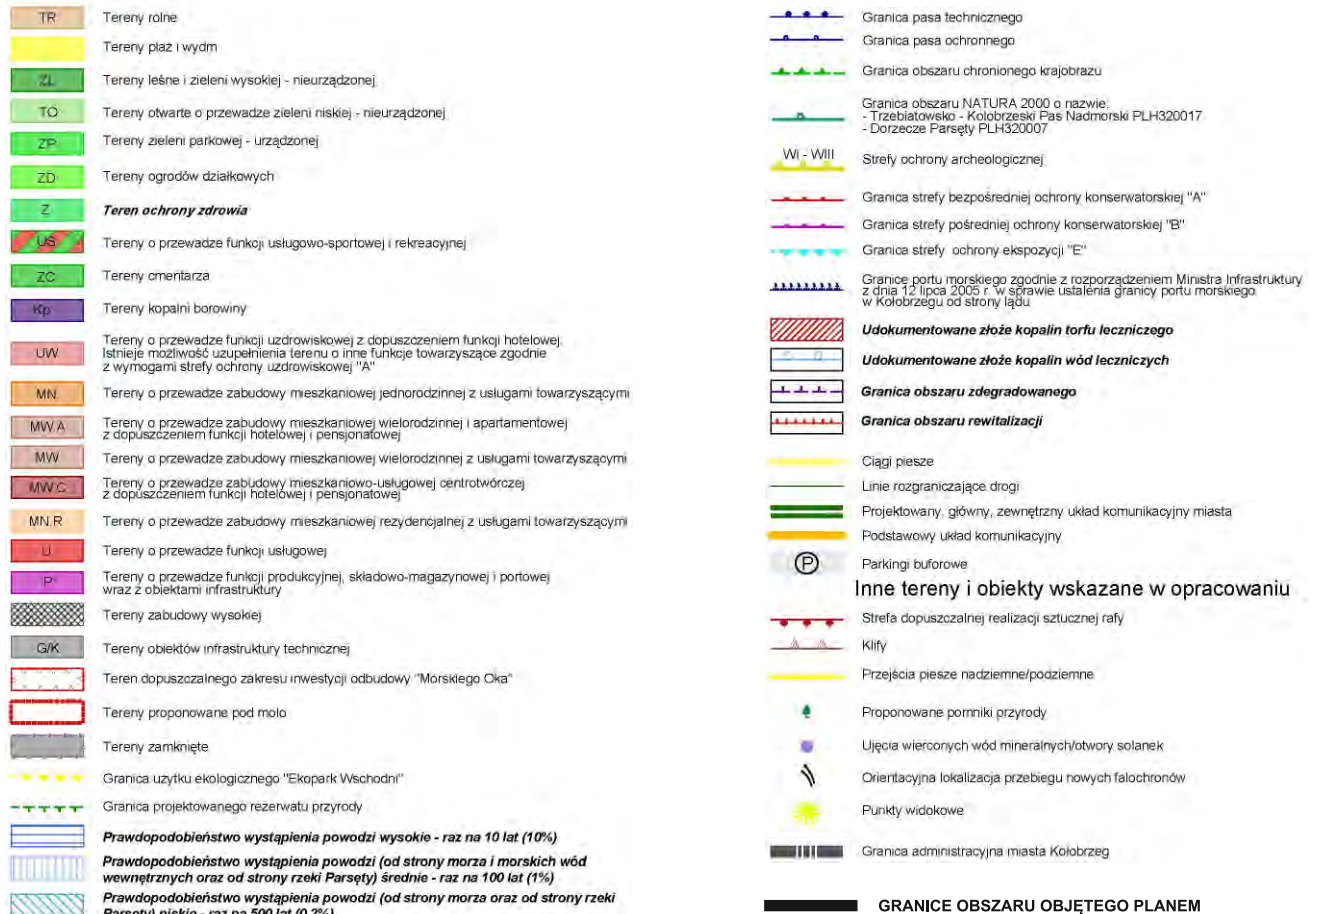 TR Tereny rolne
Tereny plaż i wydm
ZL Tereny leśne i zieleni wysokiej - nieurządzonej
TO Tereny otwarte o przewadze zieleni niskiej - nieurządzonej
ZP Tereny zieleni parkowej - urządzonej
ZD Tereny ogrodów działkowych
Z Teren ochrony zdrowia
US Tereny o przewadze funkcji usługowo-sportowej i rekreacyjnej
ZC Tereny cmentarza
Kp Tereny kopalni borowiny
UW Tereny o przewadze funkcji uzdrowiskowej z dopuszczeniem funkcji hotelowej.
Istnieje możliwość uzupełnienia terenu o inne funkcje towarzyszące zgodnie
z wymogami strefy ochrony uzdrowiskowej "A"
MN Tereny o przewadze zabudowy mieszkaniowej jednorodzinnej z usługami towarzyszącymi
MW.A Tereny o przewadze zabudowy mieszkaniowej wielorodzinnej i apartamentowej
z dopuszczeniem funkcji hotelowej i pensjonatowej
MW Tereny o przewadze zabudowy mieszkaniowej wielorodzinnej z usługami towarzyszącymi
MW.C Tereny o przewadze zabudowy mieszkaniowo-usługowej centrotwórczej
z dopuszczeniem funkcji hotelowej i pensjonatowej
MN.R Tereny o przewadze zabudowy mieszkaniowej rezydencjalnej z usługami towarzyszącymi
U Tereny o przewadze funkcji usługowej
P Tereny o przewadze funkcji produkcyjnej, składowo-magazynowej i portowej
wraz z obiektami infrastruktury
Tereny zabudowy wysokiej
G/K Tereny obiektów infrastruktury technicznej
Teren dopuszczalnego zakresu inwestycji odbudowy "Morskiego Oka"
Tereny proponowane pod molo
Tereny zamknięte
Granica użytku ekologicznego "Ekopark Wschodni"
Granica projektowanego rezerwatu przyrody
Prawdopodobieństwo wystąpienia powodzi wysokie - raz na 10 lat (10%)
Prawdopodobieństwo wystąpienia powodzi (od strony morza i morskich wód
wewnętrznych oraz od strony rzeki Parsęty) średnie - raz na 100 lat (1%)
Prawdopodobieństwo wystąpienia powodzi (od strony morza oraz od strony rzeki
Parsęty) niskie - raz na 500 lat (0,2%)
Granica pasa technicznego
Granica pasa ochronnego
Granica obszaru chronionego krajobrazu
Granica obszaru NATURA 2000 o nazwie:
- Trzebiatowsko - Kołobrzeski Pas Nadmorski PLH320017
- Dorzecze Parsęty PLH320007
WI - WIII Strefy ochrony archeologicznej
Granica strefy bezpośredniej ochrony konserwatorskiej "A"
Granica strefy pośredniej ochrony konserwatorskiej "B"
Granica strefy ochrony ekspozycji "E"
Granice portu morskiego zgodnie z rozporządzeniem Ministra Infrastruktury
z dnia 12 lipca 2005 r. w sprawie ustalenia granicy portu morskiego
w Kołobrzegu od strony lądu
Udokumentowane złoże kopalin torfu leczniczego
Udokumentowane złoże kopalin wód leczniczych
Granica obszaru zdegradowanego
Granica obszaru rewitalizacji
Ciągi piesze
Linie rozgraniczające drogi
Projektowany, główny, zewnętrzny układ komunikacyjny miasta
Podstawowy układ komunikacyjny
P Parkingi buforowe
Inne tereny i obiekty wskazane w opracowaniu
Strefa dopuszczalnej realizacji sztucznej rafy
Klify
Przejścia piesze nadziemne/podziemne
Proponowane pomniki przyrody
Ujęcia wierconych wód mineralnych/otwory solanek
Orientacyjna lokalizacja przebiegu nowych falochronów
Punkty widokowe
Granica administracyjna miasta Kołobrzeg
GRANICE OBSZARU OBJĘTEGO PLANEM